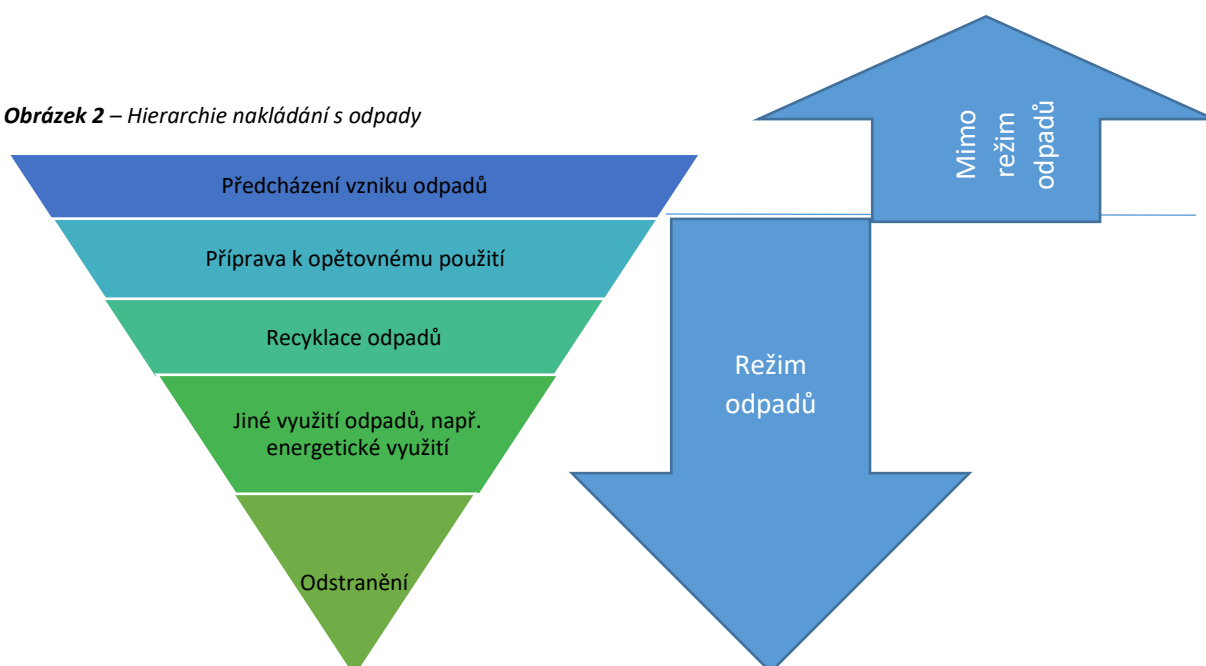 Obrázek 2 – Hierarchie nakládání s odpady
Předcházení vzniku odpadů
Příprava k opětovnému použití
Recyklace odpadů
Jiné využití odpadů, např.
energetické využití
Odstranění
Mimo
režim
odpadů
Režim
odpadů